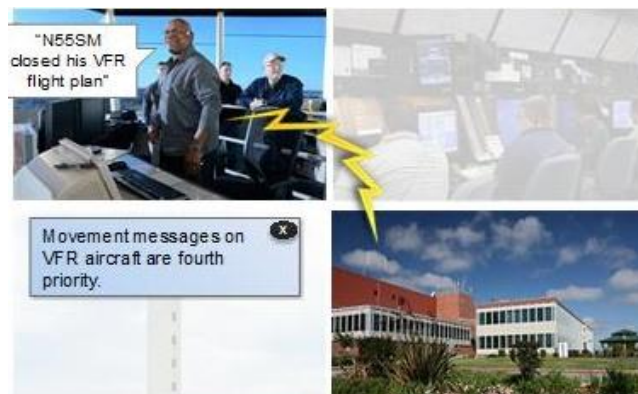 “N55SM
closed his VFR
flight plan”
X
Movement messages on
VFR aircraft are fourth
priority.